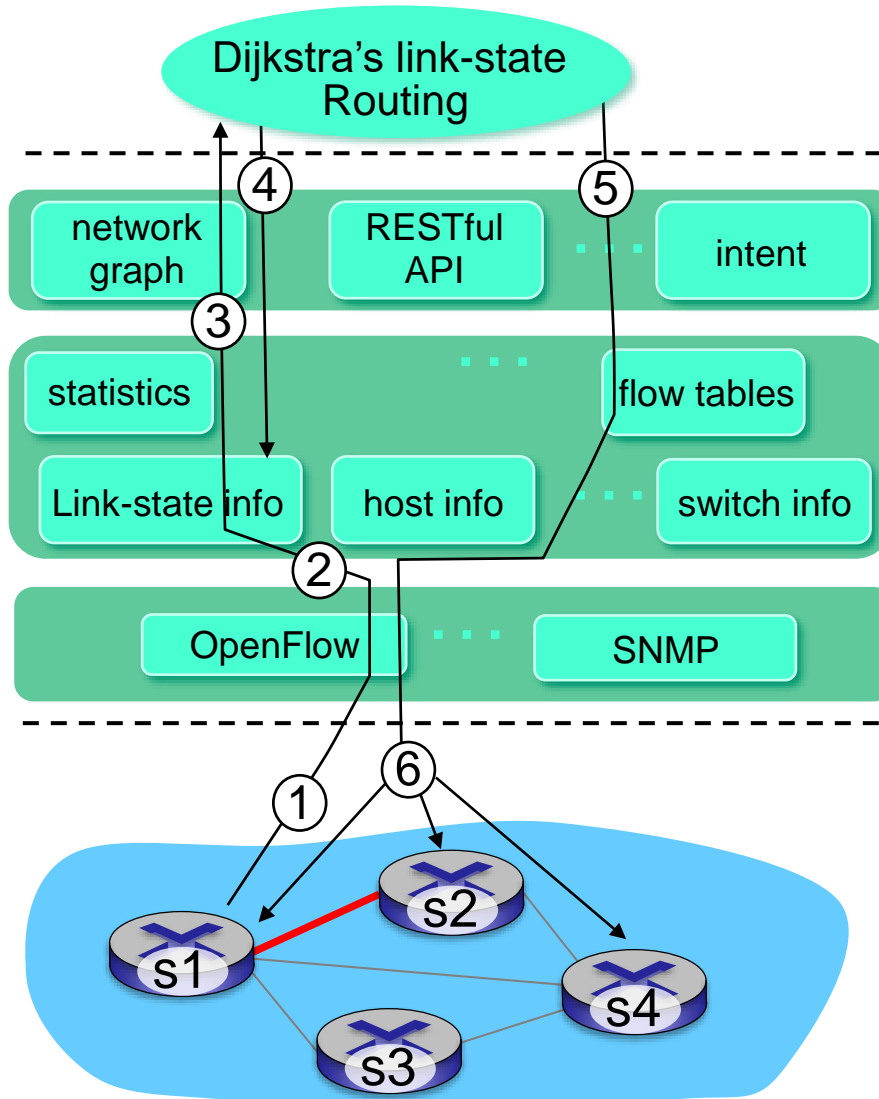 Dijkstra's link-state
Routing
4
5
network
graph
RESTful
API
. . .
intent
3
statistics
. . .
flow tables
Link-state info
host info
. . .
switch info
2
OpenFlow
. . .
SNMP
6
1
s2
s1
s4
s3